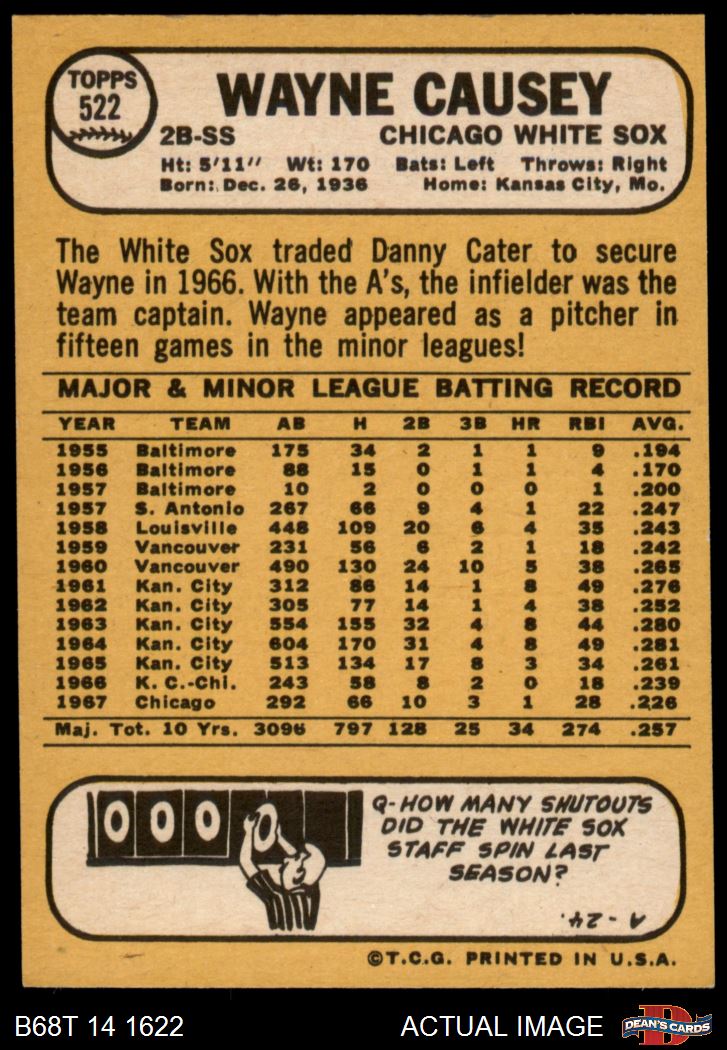 TOPPS
522
WAYNE CAUSEY
2B-SS CHICAGO WHITE SOX
Ht: 5'11" Wt: 170 Bats: Left Throws: Right
Born: Dec. 26, 1936 Home: Kansas City, Mo.
The White Sox traded Danny Cater to secure
Wayne in 1966. With the A's, the infielder was the
team captain. Wayne appeared as a pitcher in
fifteen games in the minor leagues!
MAJOR & MINOR LEAGUE BATTING RECORD
YEAR TEAM AB H 2B 3B HR RBI AVG.
1955 Baltimore 175 34 2 1 1 9 .194
1956 Baltimore 88 15 0 1 1 4 .170
1957 Baltimore 10 2 0 0 0 1 .200
1957 S. Antonio 267 66 9 4 1 22 .247
1958 Louisville 448 109 20 6 4 35 .243
1959 Vancouver 231 56 6 2 1 18 .242
1960 Vancouver 490 130 24 10 5 38 .265
1961 Kan. City 312 86 14 1 8 49 .276
1962 Kan. City 305 77 14 1 4 38 .252
1963 Kan. City 554 155 32 4 8 44 .280
1964 Kan. City 604 170 31 4 8 49 .281
1965 Kan. City 513 134 17 8 3 34 .261
1966 K. C.-Chi. 243 58 8 2 0 18 .239
1967 Chicago 292 66 10 3 1 28 .226
Maj. Tot. 10 Yrs. 3096 797 128 25 34 274 .257
0 0 0 0
Q-HOW MANY SHUTOUTS
DID THE WHITE SOX
STAFF SPIN LAST
SEASON?
A-24.
©T.C.G. PRINTED IN U.S.A.
B68T 14 1622 ACTUAL IMAGE
D
DEAN'S CARDS